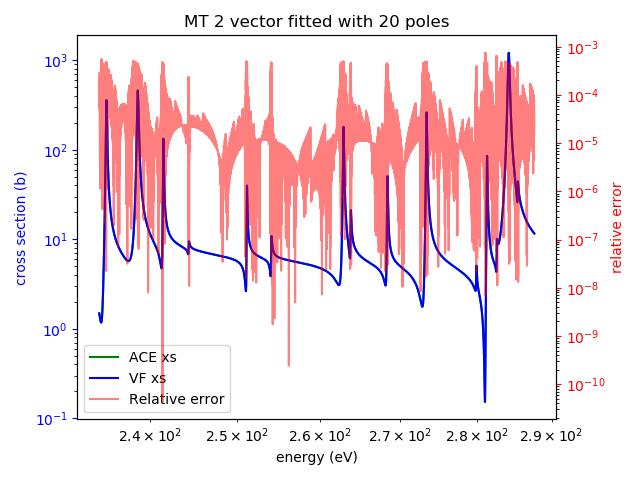 MT 2 vector fitted with 20 poles
cross section (b)
10³
10²
10¹
10⁰
10⁻¹
10⁻³
10⁻⁴
10⁻⁵
10⁻⁶
10⁻⁷
10⁻⁸
10⁻⁹
10⁻¹⁰
relative error
ACE xs
VF xs
Relative error
2.4 × 10² 2.5 × 10² 2.6 × 10² 2.7 × 10² 2.8 × 10² 2.9 × 10²
energy (eV)